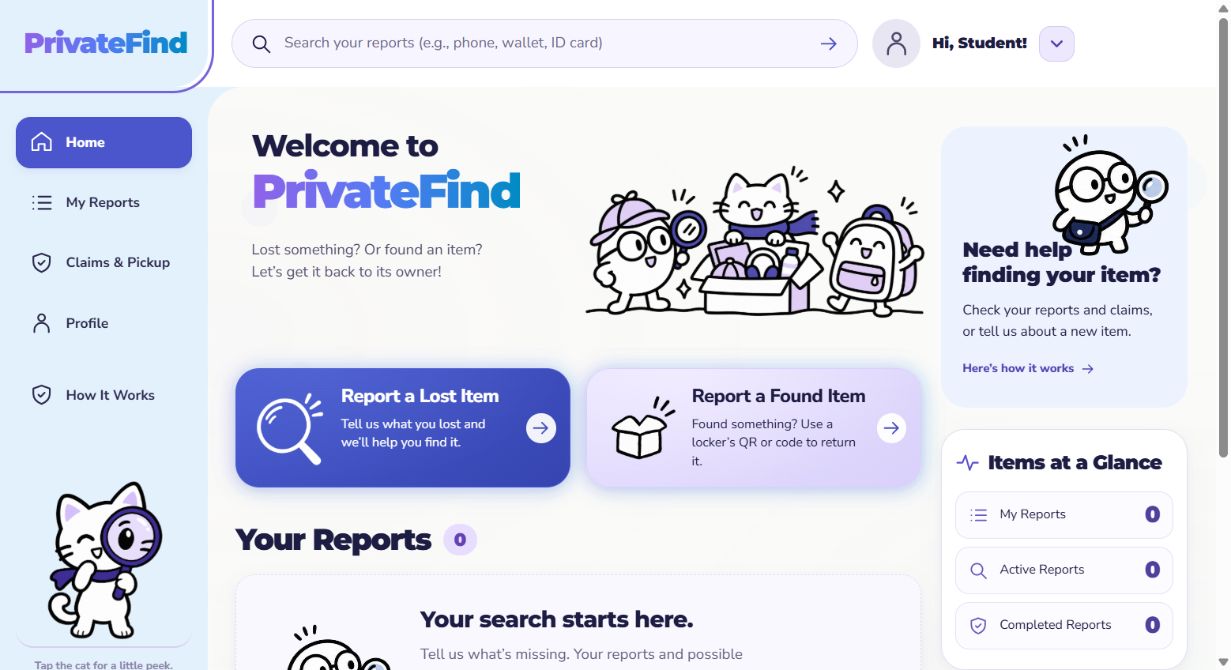 PrivateFind
Search your reports (e.g., phone, wallet, ID card)
Hi, Student!
Home
My Reports
Claims & Pickup
Profile
How It Works
Tap the cat for a little peek.
Welcome to
PrivateFind
Lost something? Or found an item?
Let's get it back to its owner!
Report a Lost Item
Tell us what you lost and
we'll help you find it.
Report a Found Item
Found something? Use a
locker's QR or code to return
it.
Your Reports 0
Your search starts here.
Tell us what's missing. Your reports and possible
Need help
finding your item?
Check your reports and claims,
or tell us about a new item.
Here's how it works
Items at a Glance
My Reports 0
Active Reports 0
Completed Reports 0